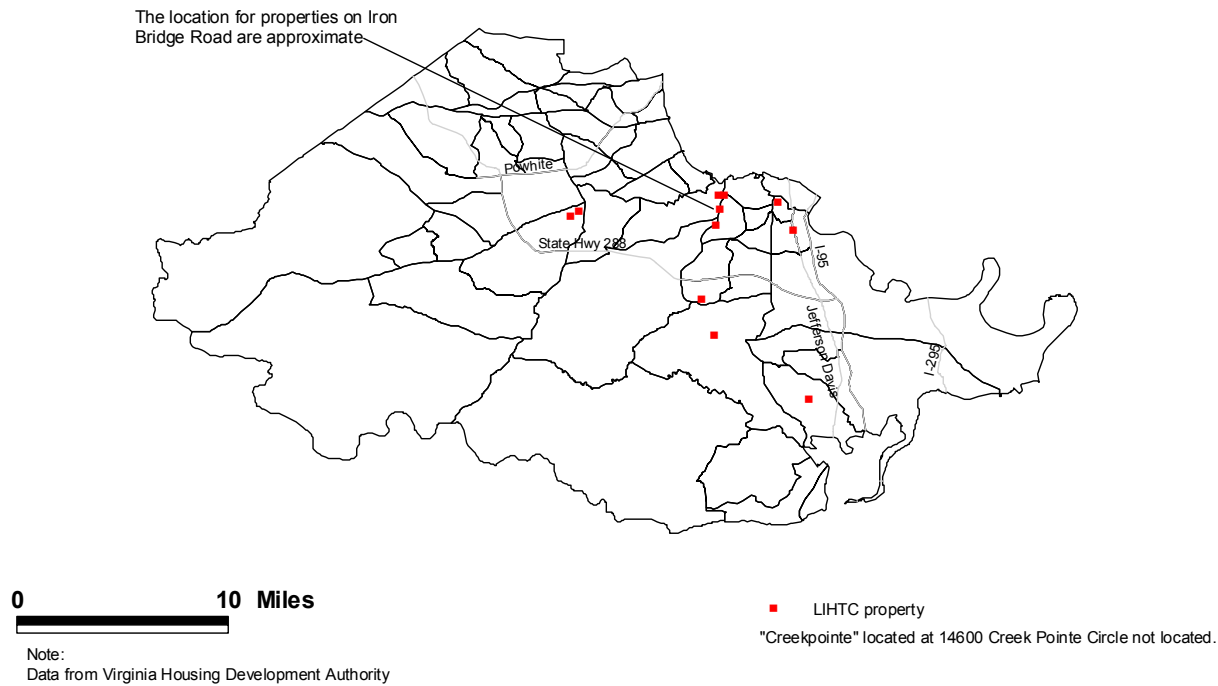 The location for properties on Iron
Bridge Road are approximate
Powhite
State Hwy 288
I-95
Jefferson Davis
I-295
0 10 Miles
LIHTC property
"Creekpointe" located at 14600 Creek Pointe Circle not located.
Note:
Data from Virginia Housing Development Authority